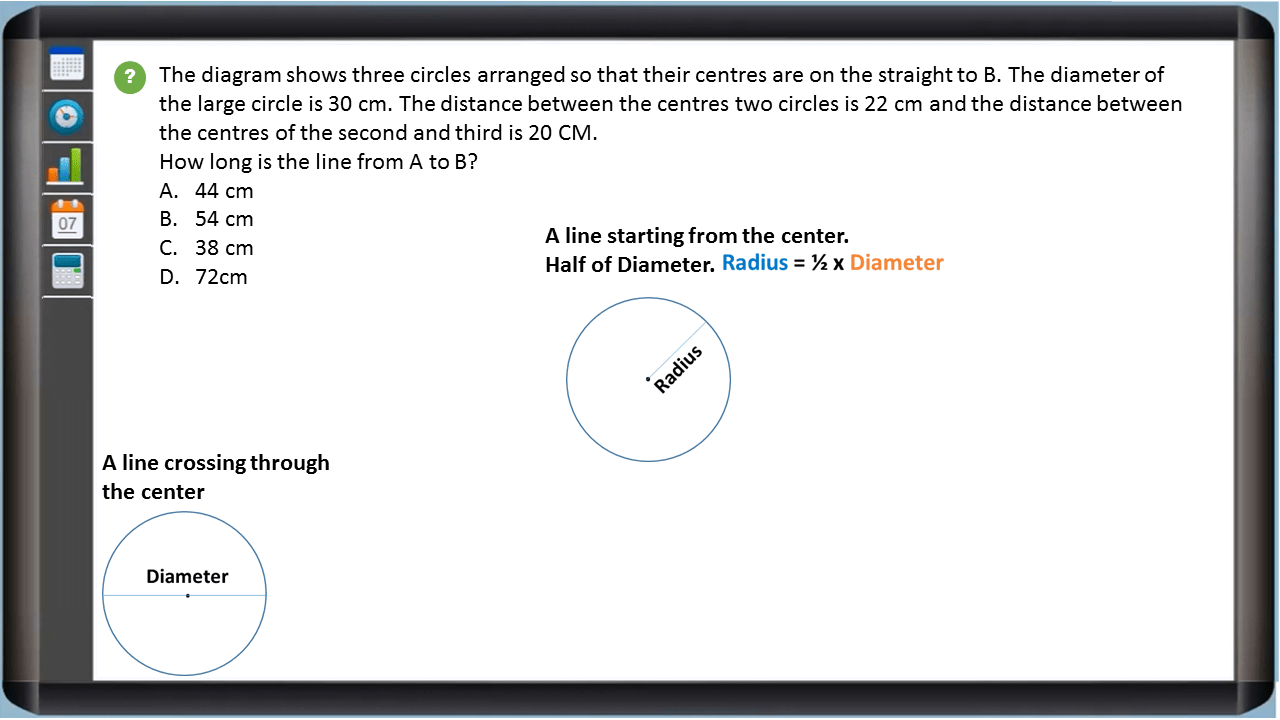 ?
The diagram shows three circles arranged so that their centres are on the straight to B. The diameter of
the large circle is 30 cm. The distance between the centres two circles is 22 cm and the distance between
the centres of the second and third is 20 CM.
How long is the line from A to B?
A. 44 cm
B. 54 cm
C. 38 cm
D. 72cm
07
A line starting from the center.
Half of Diameter. Radius = ½ x Diameter
Radius
A line crossing through
the center
Diameter